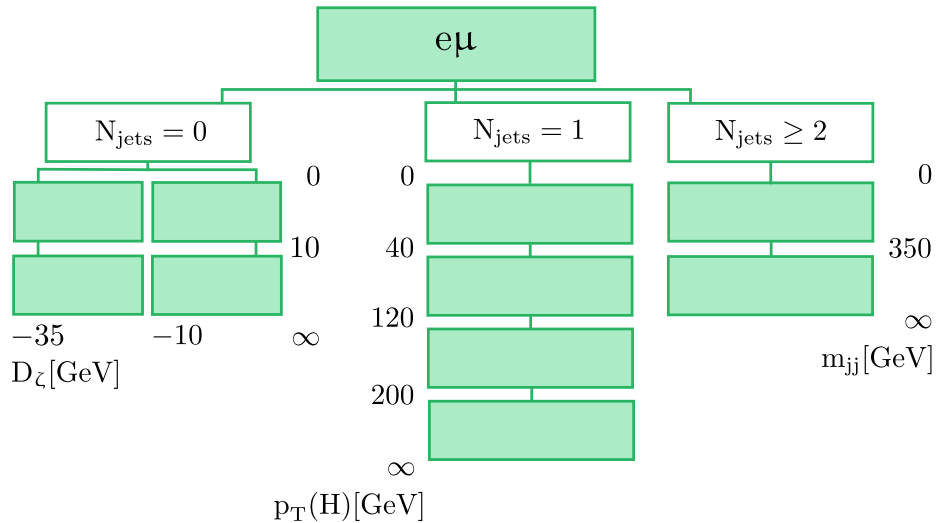 eμ
N_jets = 0
N_jets = 1
N_jets ≥ 2
0
10
∞
−35
−10
D_ζ[GeV]
0
40
120
200
∞
p_T(H)[GeV]
0
350
∞
m_jj[GeV]